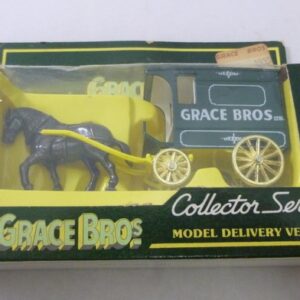 GRACE BROS
GRACE BROS LTD.
GRACE BROS
Collector Ser
MODEL DELIVERY VE